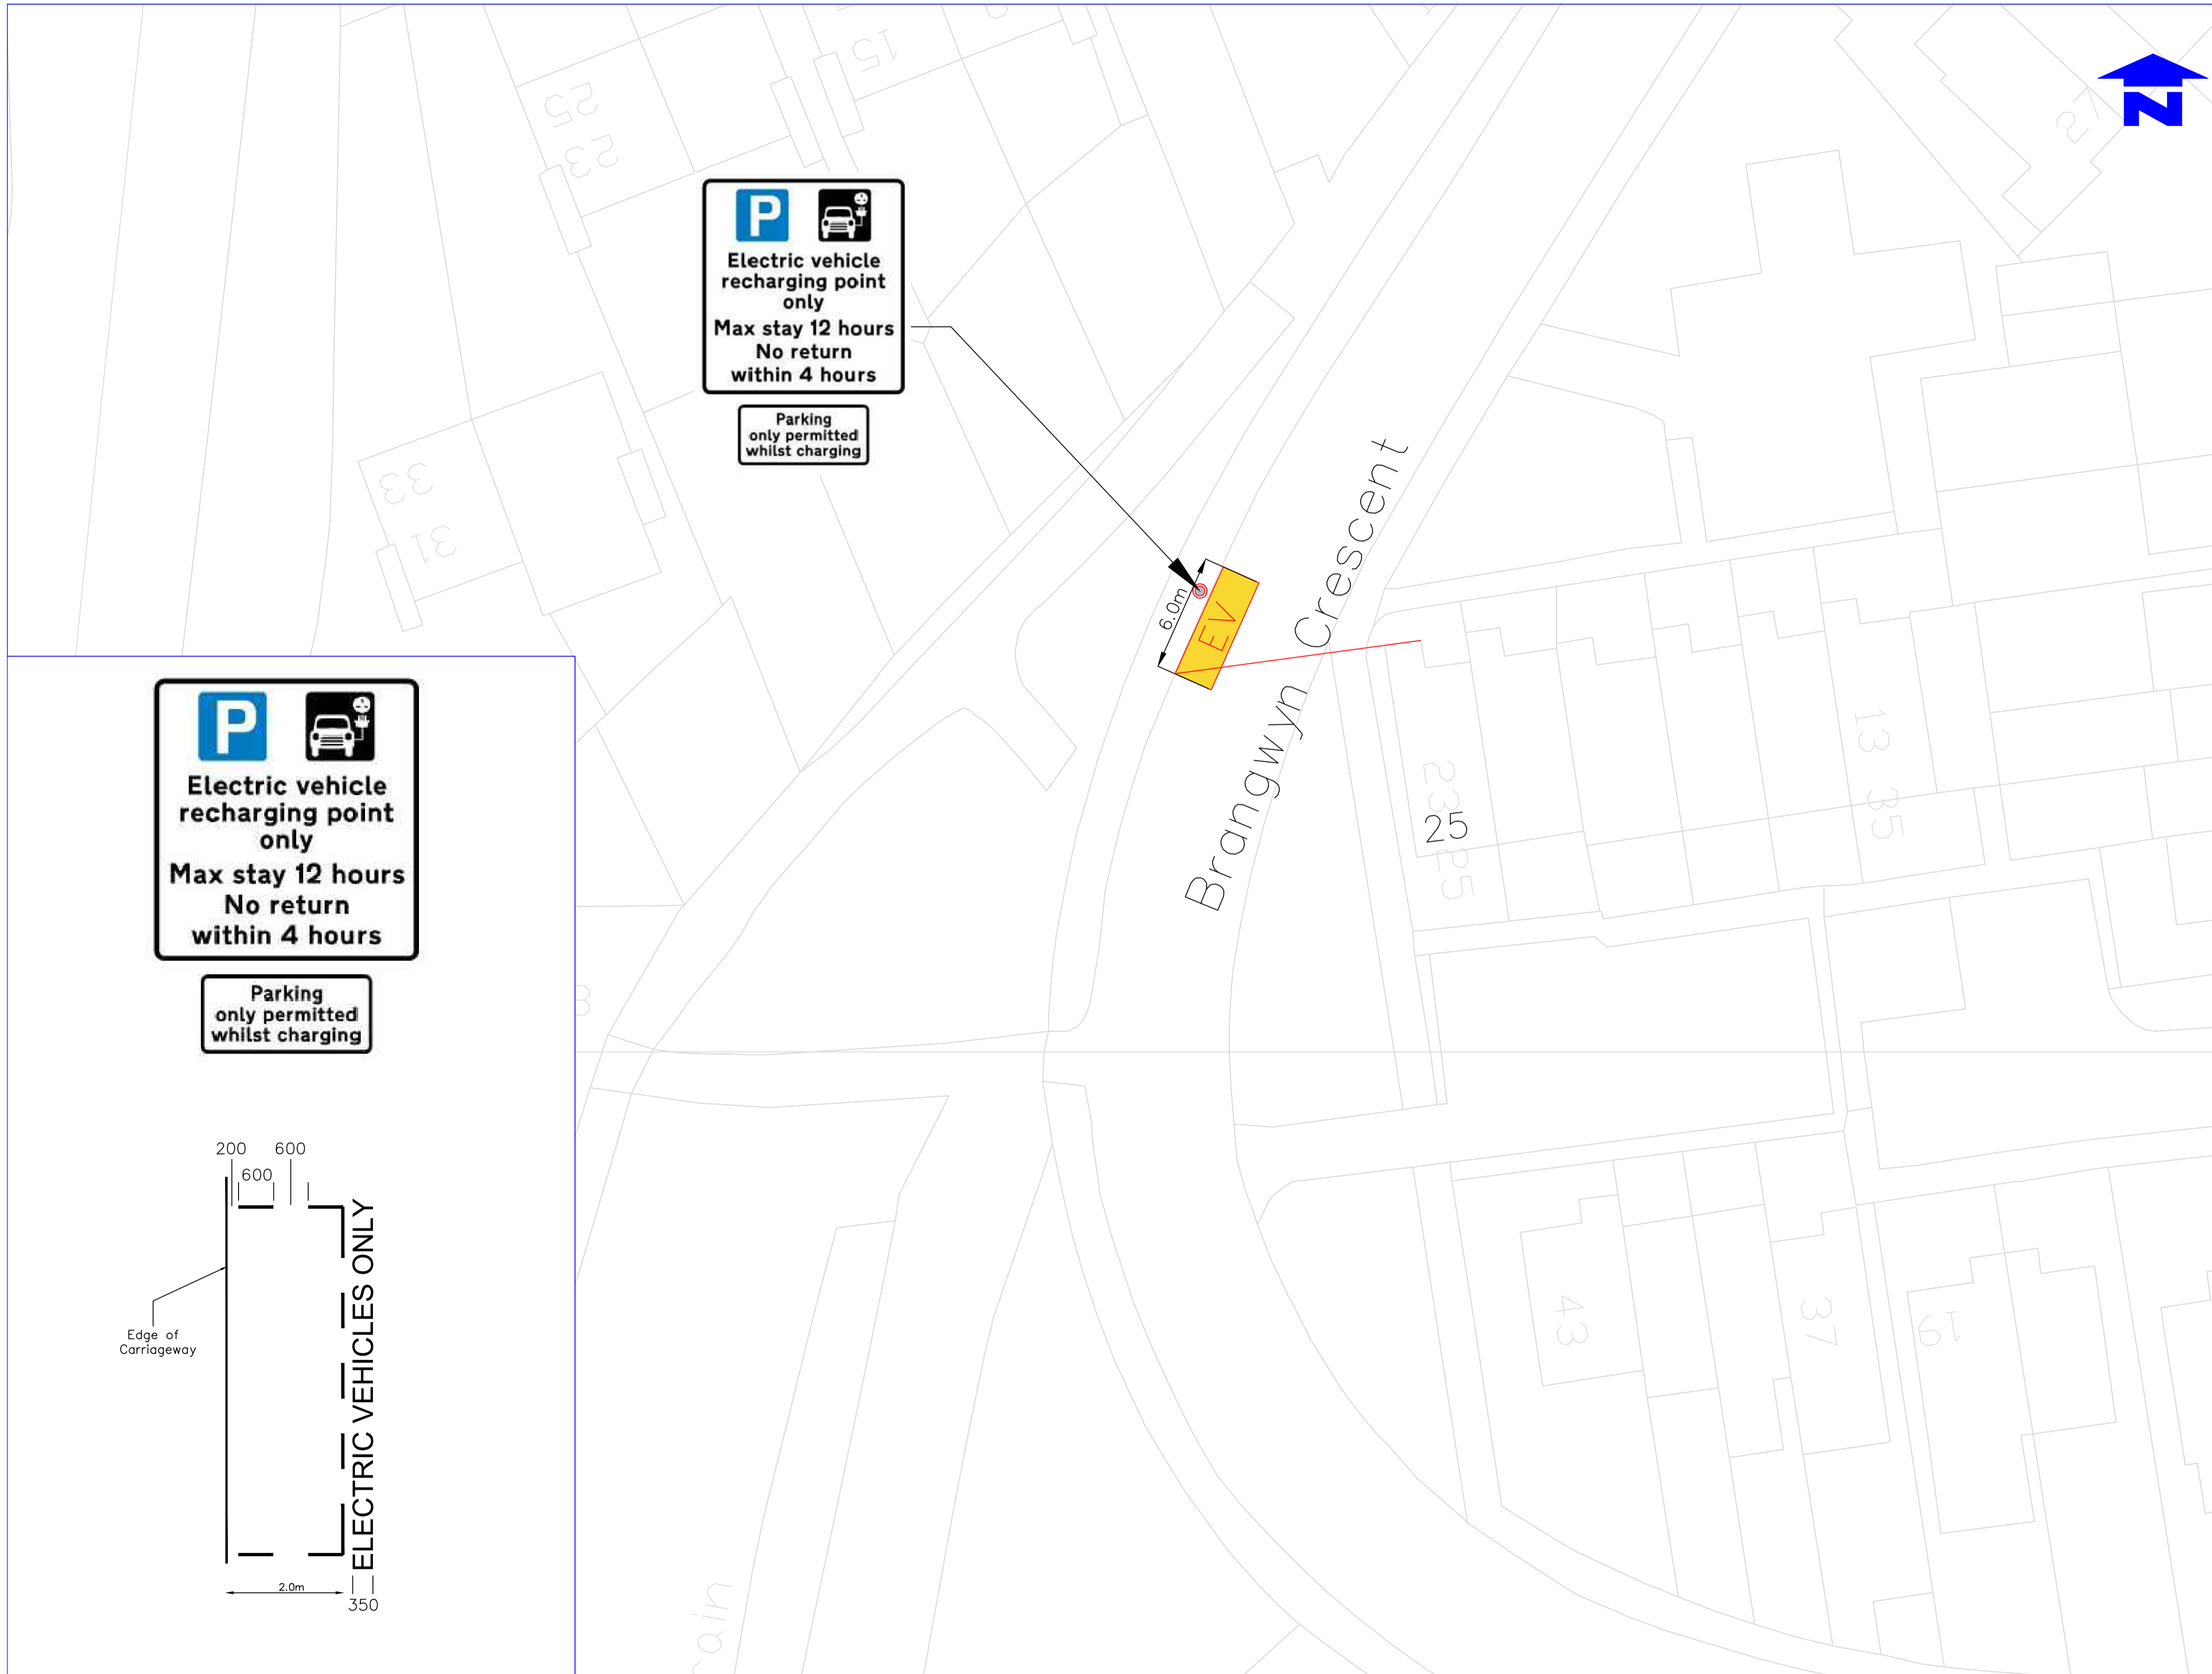 15
25
23
21
N
P
Electric vehicle
recharging point
only
Max stay 12 hours
No return
within 4 hours
Parking
only permitted
whilst charging
33
31
6.0m
EV
Brangwyn Crescent
P
Electric vehicle
recharging point
only
Max stay 12 hours
No return
within 4 hours
Parking
only permitted
whilst charging
23
25
25
13
35
200
600
600
ELECTRIC VEHICLES ONLY
Edge of
Carriageway
2.0m
350
43
37
19